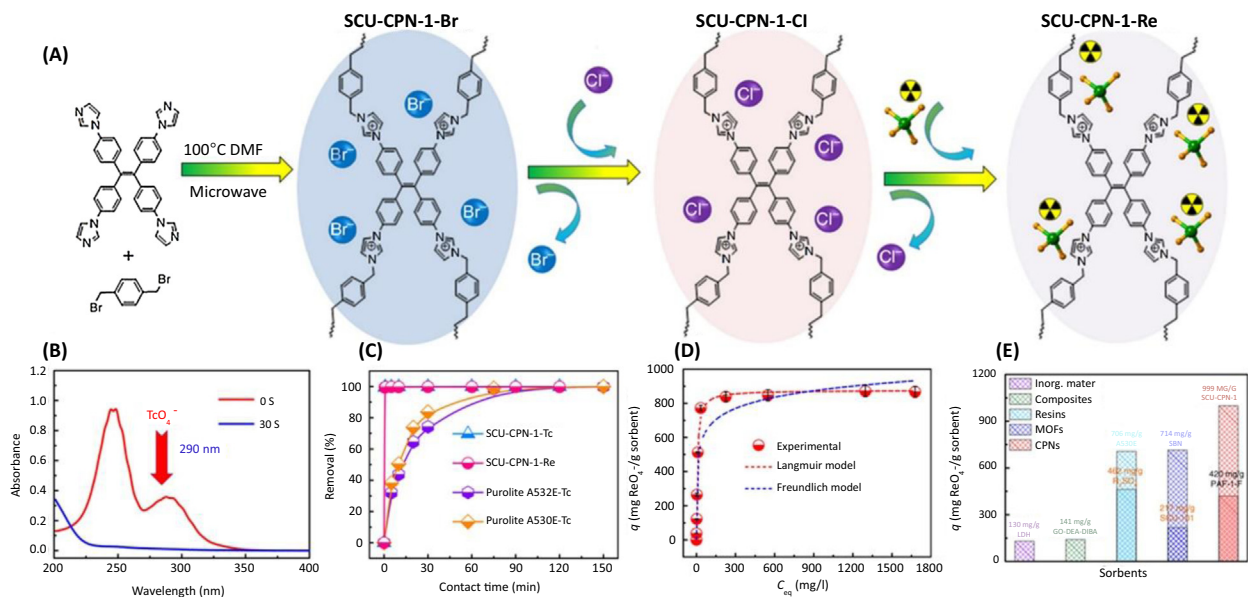 SCU-CPN-1-Br
SCU-CPN-1-Cl
SCU-CPN-1-Re
(A)
N
N
N
N
N
N
N
N
+
Br
Br
100°C DMF
Microwave
Br⁻
Br⁻
Br⁻
Br⁻
Br⁻
Cl⁻
Br⁻
Cl⁻
Cl⁻
Cl⁻
Cl⁻
Cl⁻
(B)
Absorbance
1.2
1.0
0.8
0.6
0.4
0.2
0.0
200
250
300
350
400
Wavelength (nm)
TcO₄⁻
290 nm
0 S
30 S
(C)
Removal (%)
100
80
60
40
20
0
0
30
60
90
120
150
Contact time (min)
SCU-CPN-1-Tc
SCU-CPN-1-Re
Purolite A532E-Tc
Purolite A530E-Tc
(D)
q (mg ReO₄-/g sorbent)
1000
800
600
400
200
0
0
300
600
900
1200
1500
1800
C_eq (mg/l)
Experimental
Langmuir model
Freundlich model
(E)
q (mg ReO₄-/g sorbent)
1200
900
600
300
0
Sorbents
Inorg. mater
Composites
Resins
MOFs
CPNs
130 mg/g
LDH
141 mg/g
GO-DEA-DIBA
706 mg/g
462 mg/g
714 mg/g
SBN
999 MG/G
SCU-CPN-1
420 mg/g
PAF-1-F